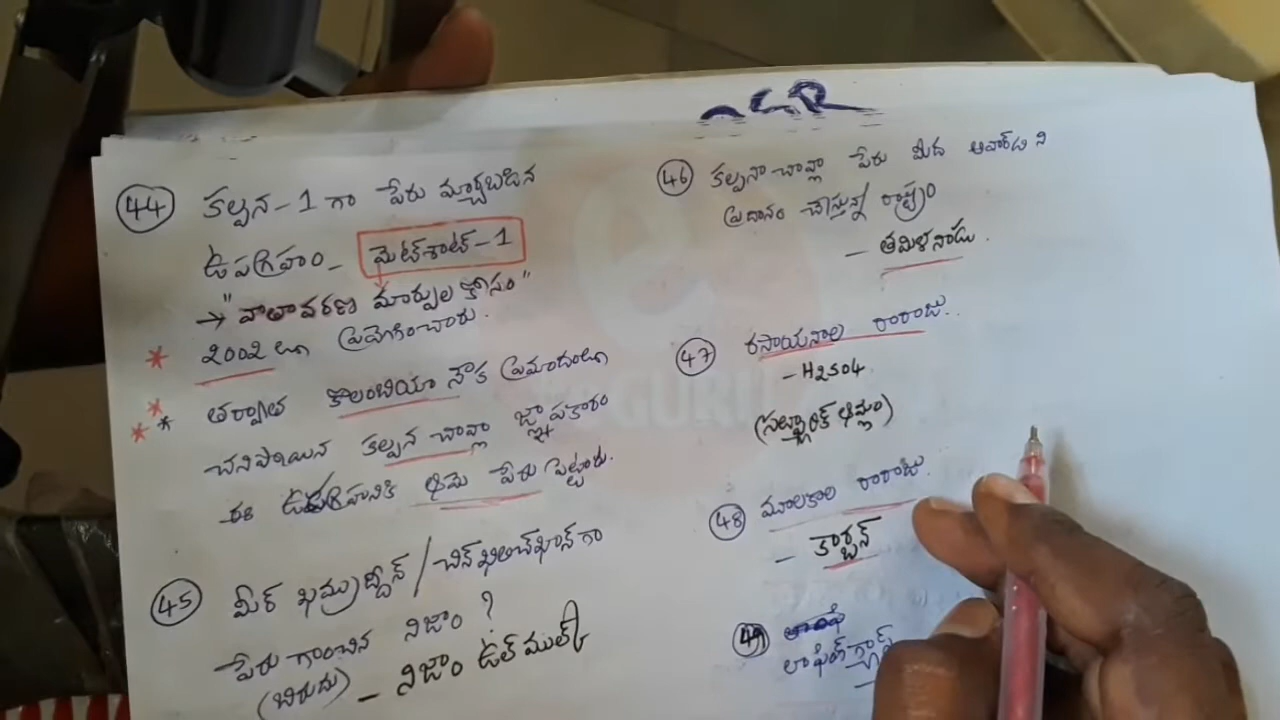 44 కల్పన-1 గా పేరు మార్చబడిన
ఉపగ్రహం - మెట్‌శాట్-1
→ "వాతావరణ మార్పుల కోసం"
* 2002 లో ప్రయోగించారు.
* తర్వాత కొలంబియా నౌక ప్రమాదంలో
* * చనిపోయిన కల్పన చావ్లా జ్ఞాపకారం
ఈ ఉపగ్రహానికి ఆమె పేరు పెట్టారు.
45 మీర్ ఖమ్రుద్దీన్/చిన్‌ఖిలిచ్‌ఖాన్ గా
పేరు గాంచిన నిజాం ?
(బిరుదు) - నిజాం ఉల్ ముల్క్
46 కల్పనా చావ్లా పేరు మీద అవార్డుని
ప్రదానం చేస్తున్న రాష్ట్రం
- తమిళనాడు.
47 రసాయనాల రారాజు..
- H2SO4
(సల్ఫ్యూరిక్ ఆమ్లం)
48 మూలకాల రారాజు.
- కార్బన్
49
లాఫింగ్ గ్యాస్